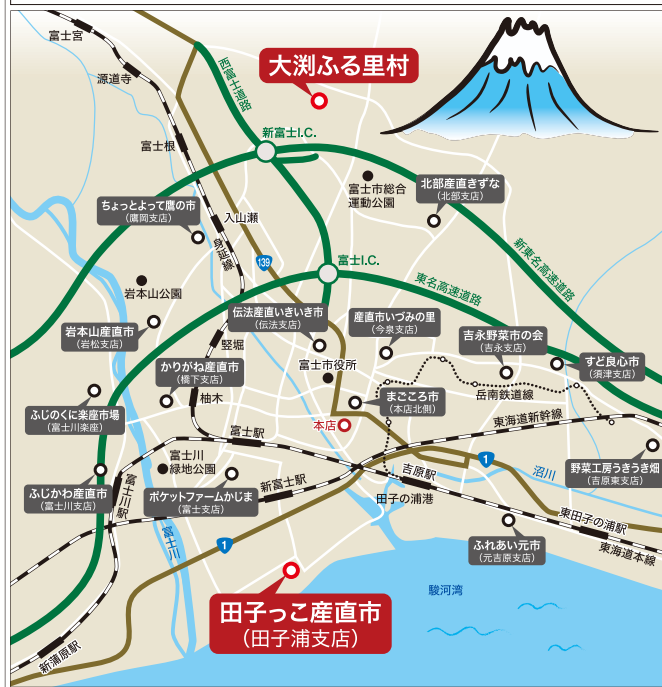 富士宮
源道寺
富士根
西富士道路
大渕ふる里村
新富士I.C.
富士市総合
運動公園
北部産直きずな
(北部支店)
ちょっとよって鷹の市
(鷹岡支店)
入山瀬
身延線
139
富士I.C.
東名高速道路
新東名高速道路
岩本山公園
岩本山産直市
(岩松支店)
竪堀
伝法産直いきいき市
(伝法支店)
産直市いづみの里
(今泉支店)
吉永野菜市の会
(吉永支店)
すど良心市
(須津支店)
かりがね産直市
(橋下支店)
富士市役所
柚木
まごころ市
(本店北側)
岳南鉄道線
ふじのくに楽座市場
(富士川楽座)
本店
東海道新幹線
富士駅
富士川
緑地公園
吉原駅
1
沼川
野菜工房うきうき畑
(吉原東支店)
ふじかわ産直市
(富士川支店)
富士川駅
ポケットファームかじま
(富士支店)
新富士駅
田子の浦港
東田子の浦駅
富士川
1
ふれあい元市
(元吉原支店)
東海道本線
駿河湾
田子っこ産直市
(田子浦支店)
新蒲原駅